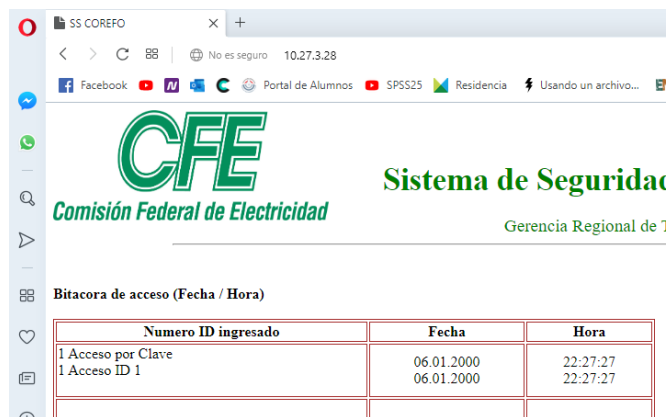 SS COREFO
No es seguro 10.27.3.28
Facebook Portal de Alumnos SPSS25 Residencia Usando un archivo...
CFE
Comisión Federal de Electricidad
Sistema de Seguridad
Gerencia Regional de T
Bitacora de acceso (Fecha / Hora)
Numero ID ingresado Fecha Hora
1 Acceso por Clave 06.01.2000 22:27:27
1 Acceso ID 1 06.01.2000 22:27:27